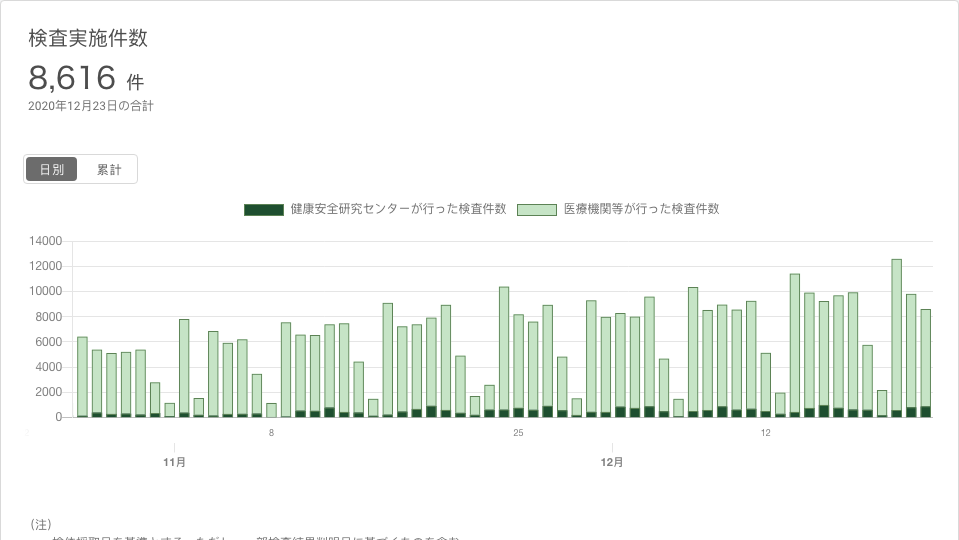 検査実施件数
8,616 件
2020年12月23日の合計
日別 累計
健康安全研究センターが行った検査件数 医療機関等が行った検査件数
14000
12000
10000
8000
6000
4000
2000
0
8 25 12
11月 12月
(注)